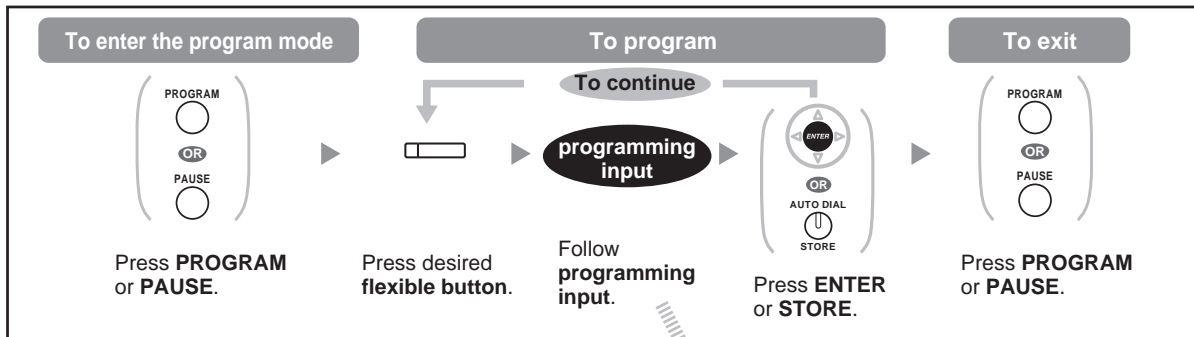 To enter the program mode
To program
To exit
To continue
PROGRAM
OR
PAUSE
programming
input
ENTER
OR
AUTO DIAL
STORE
PROGRAM
OR
PAUSE
Press PROGRAM
or PAUSE.
Press desired
flexible button.
Follow
programming
input.
Press ENTER
or STORE.
Press PROGRAM
or PAUSE.